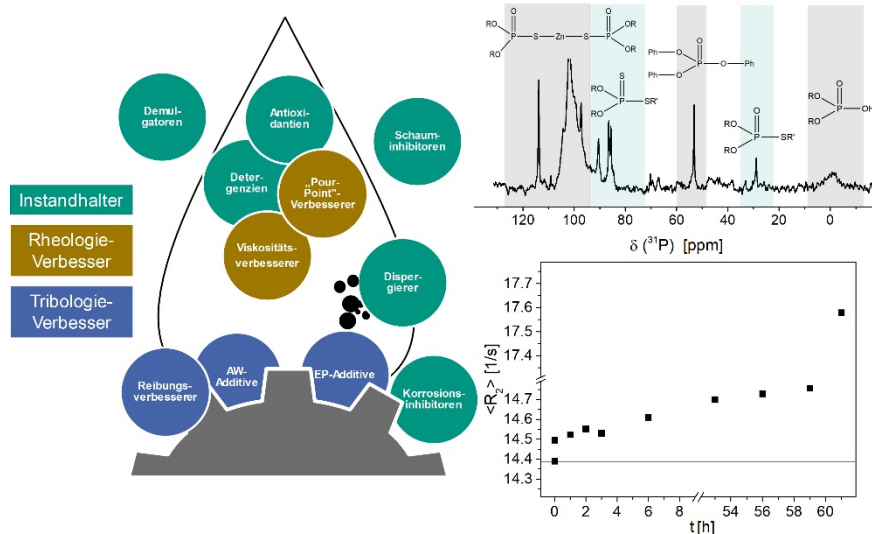 Demul-
gatoren
Antioxi-
dantien
Schaum-
inhibitoren
Deter-
genzien
„Pour-
Point"-
Verbesserer
Viskositäts-
verbesserer
Disper-
gierer
Instandhalter
Rheologie-
Verbesser
Tribologie-
Verbesser
Reibungs-
verbesserer
AW-
Additive
EP-Additive
Korrosions-
inhibitoren
RO
RO
O
P
S
Zn
S
P
O
OR
OR
S
RO
P
SR'
RO
O
Ph
O
P
O
Ph
Ph
O
O
RO
P
SR'
RO
O
RO
P
OH
RO
120 100 80 60 40 20 0
δ (³¹P) [ppm]
<R₂> [1/s]
17.6
17.5
17.4
14.7
14.6
14.5
14.4
14.3
0 2 4 6 8 54 56 58 60
t [h]